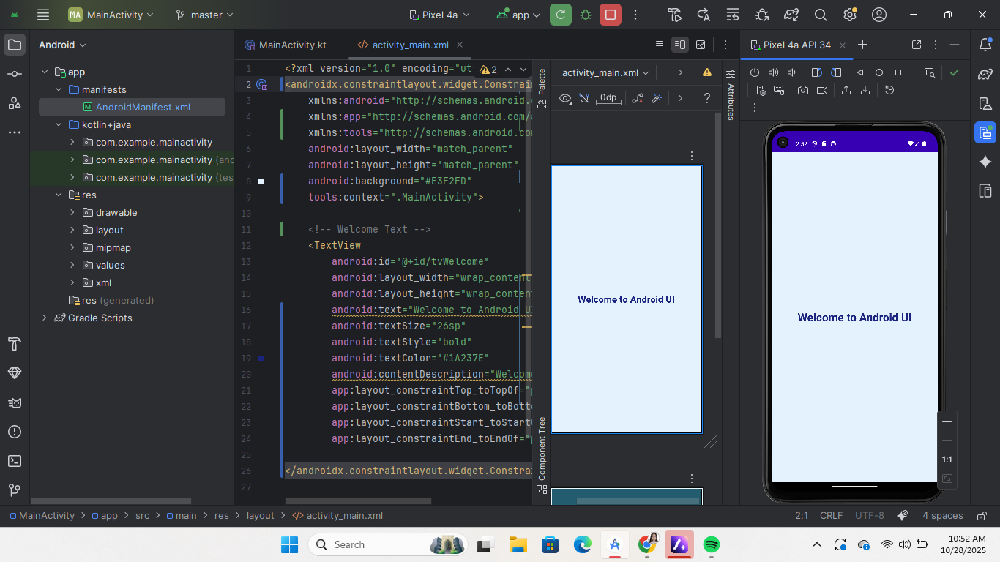 MA MainActivity master Pixel 4a app
Android
app
manifests
AndroidManifest.xml
kotlin+java
com.example.mainactivity
com.example.mainactivity (and
com.example.mainactivity (tes
res
drawable
layout
mipmap
values
xml
res (generated)
Gradle Scripts
MainActivity.kt activity_main.xml
2
1 <?xml version="1.0" encoding="ut
2 <androidx.constraintlayout.widget.Constrai
3 xmlns:android="http://schemas.android.c
4 xmlns:app="http://schemas.android.com/
5 xmlns:tools="http://schemas.android.co
6 android:layout_width="match_parent"
7 android:layout_height="match_parent"
8 android:background="#E3F2FD"
9 tools:context=".MainActivity">
10
11 <!-- Welcome Text -->
12 <TextView
13 android:id="@+id/tvWelcome"
14 android:layout_width="wrap_content
15 android:layout_height="wrap_conten
16 android:text="Welcome to Android U
17 android:textSize="26sp"
18 android:textStyle="bold"
19 android:textColor="#1A237E"
20 android:contentDescription="Welcome
21 app:layout_constraintTop_toTopOf="p
22 app:layout_constraintBottom_toBott
23 app:layout_constraintStart_toStart
24 app:layout_constraintEnd_toEndOf="p
25
26 </androidx.constraintlayout.widget.Constrai
27
Palette
Component Tree
activity_main.xml
0dp
?
Attributes
Welcome to Android UI
Pixel 4a API 34
2:52
Welcome to Android UI
1:1
MainActivity > app > src > main > res > layout > activity_main.xml
2:1 CRLF UTF-8 4 spaces
Search
10:52 AM
10/28/2025